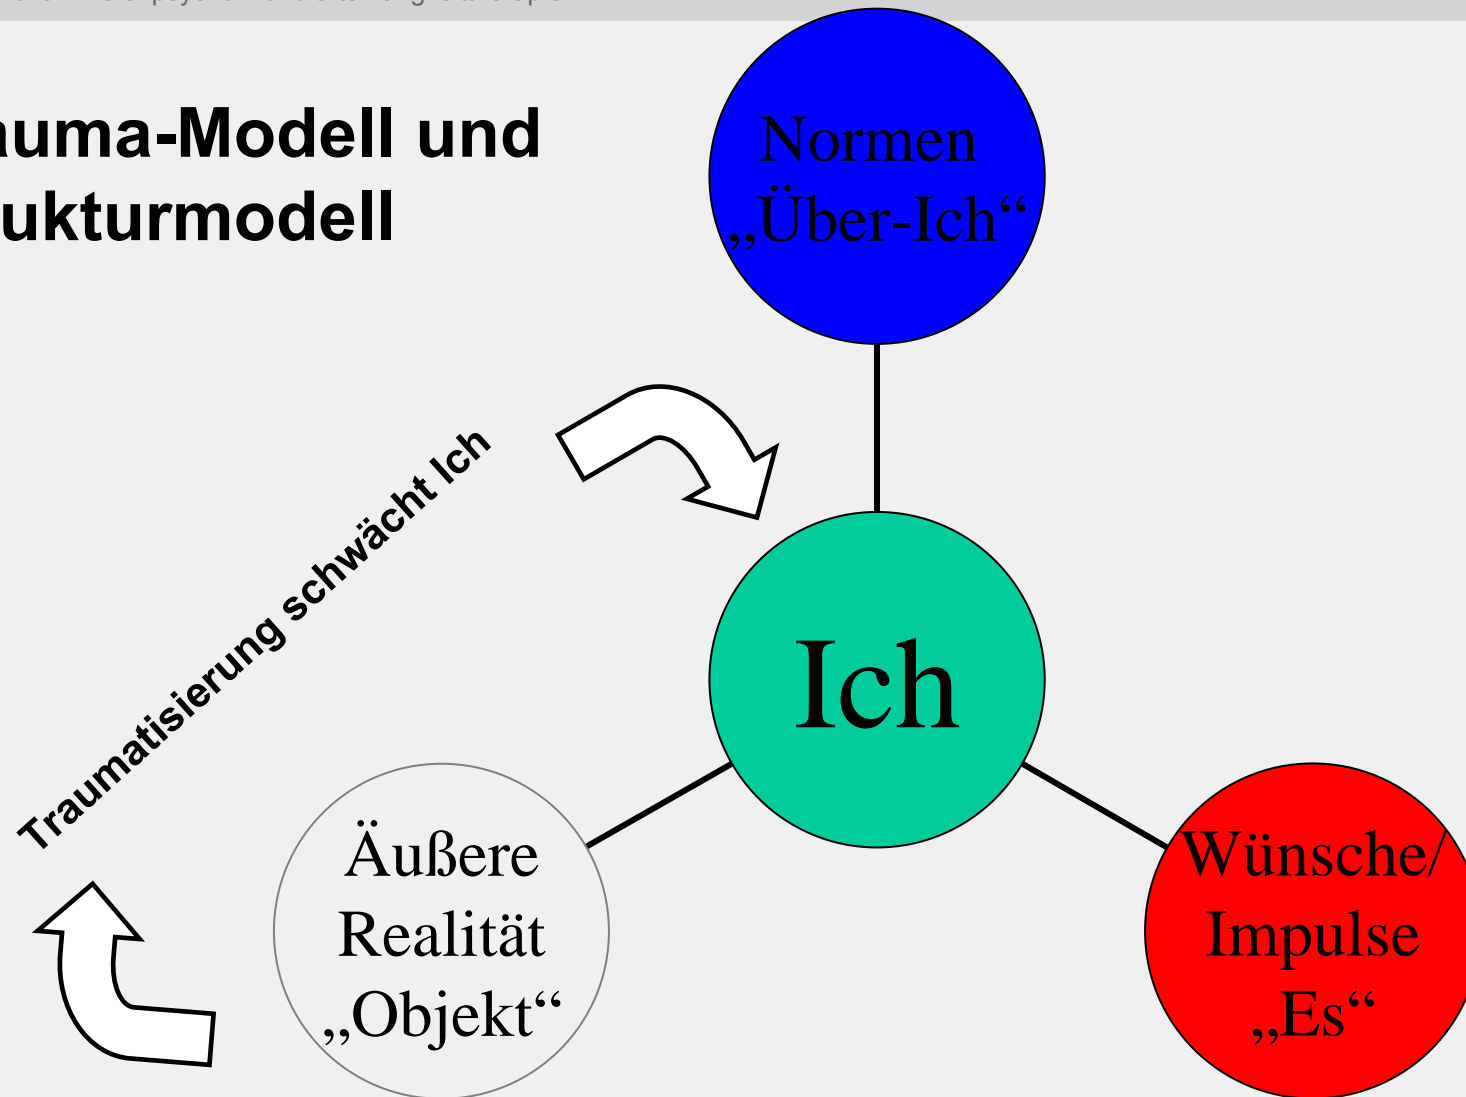 auma-Modell und
ukturmodell
Normen
„Über-Ich“
Traumatisierung schwächt Ich
Ich
Äußere
Realität
„Objekt“
Wünsche/
Impulse
„Es“